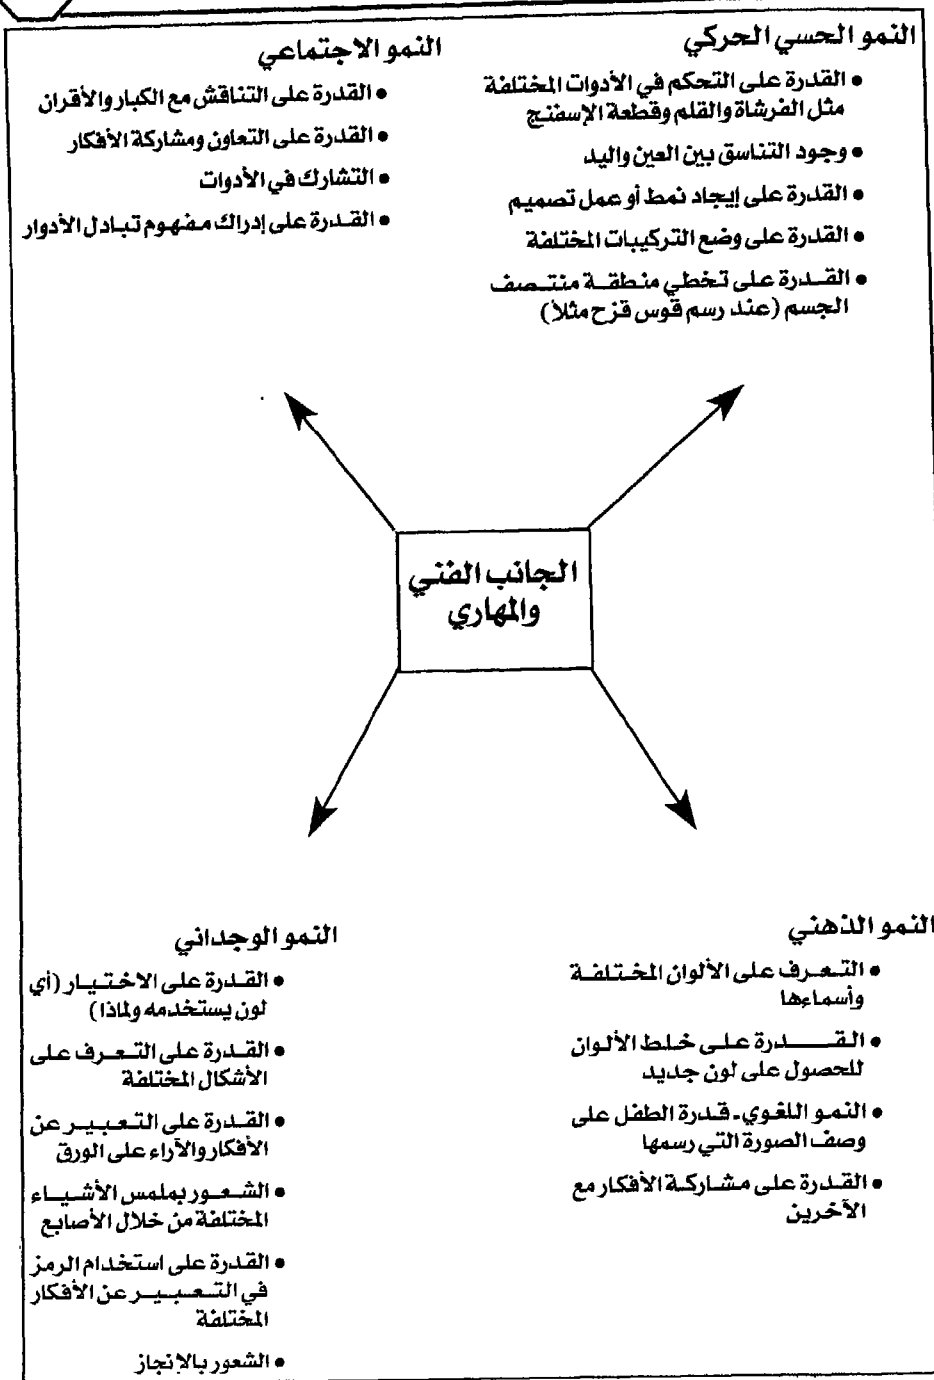 النمو الحسي الحركي
• القدرة على التحكم في الأدوات المختلفة
مثل الفرشاة والقلم وقطعة الإسفنج
• وجود التناسق بين العين واليد
• القدرة على إيجاد نمط أو عمل تصميم
• القدرة على وضع التركيبات المختلفة
• القدرة على تخطي منطقة منتصف
الجسم (عند رسم قوس قزح مثلاً)
النمو الاجتماعي
• القدرة على التناقش مع الكبار والأقران
• القدرة على التعاون ومشاركة الأفكار
• التشارك في الأدوات
• القدرة على إدراك مفهوم تبادل الأدوار
الجانب الفني
والمهاري
النمو الذهني
• التعرف على الألوان المختلفة
وأسماءها
• القدرة على خلط الألوان
للحصول على لون جديد
• النمو اللغوي - قدرة الطفل على
وصف الصورة التي رسمها
• القدرة على مشاركة الأفكار مع
الآخرين
النمو الوجداني
• القدرة على الاختيار (أي
لون يستخدمه ولماذا)
• القدرة على التعرف على
الأشكال المختلفة
• القدرة على التعبير عن
الأفكار والآراء على الورق
• الشعور بملمس الأشياء
المختلفة من خلال الأصابع
• القدرة على استخدام الرمز
في التعبير عن الأفكار
المختلفة
• الشعور بالإنجاز